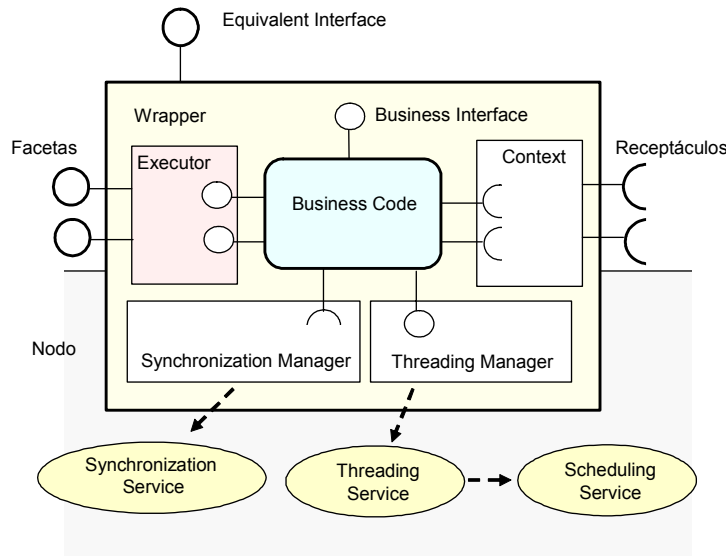 Equivalent Interface
Wrapper
Business Interface
Facetas
Executor
Context
Receptáculos
Business Code
Nodo
Synchronization Manager
Threading Manager
Synchronization
Service
Threading
Service
Scheduling
Service